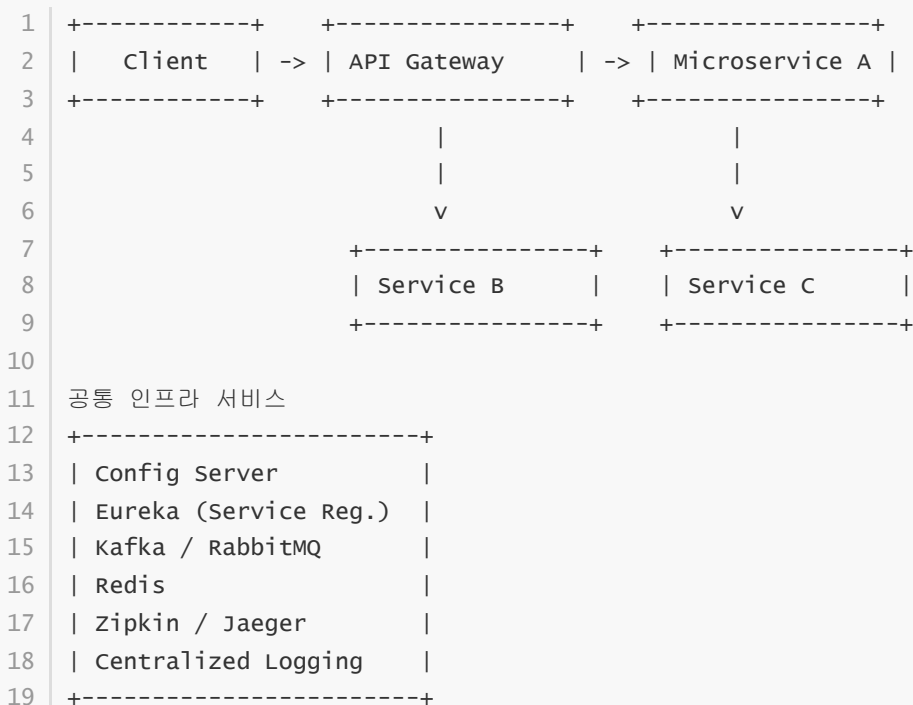 1 +------------+    +----------------+    +----------------+
2 |   Client   | -> | API Gateway     | -> | Microservice A |
3 +------------+    +----------------+    +----------------+
4                           |                    |
5                           |                    |
6                           v                    v
7                     +----------------+    +----------------+
8                     | Service B      |    | Service C      |
9                     +----------------+    +----------------+
10
11 공통 인프라 서비스
12 +------------------------+
13 | Config Server          |
14 | Eureka (Service Reg.)  |
15 | Kafka / RabbitMQ       |
16 | Redis                  |
17 | Zipkin / Jaeger        |
18 | Centralized Logging    |
19 +------------------------+